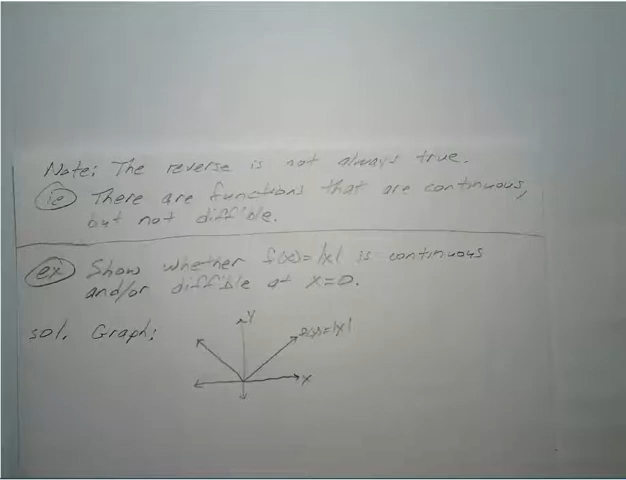 Note: The reverse is not always true.
ie There are functions that are continuous,
but not diff'ble.
ex Show whether f(x)=|x| is continuous
and/or diff'ble at x=0.
sol. Graph:
y
f(x)=|x|
x